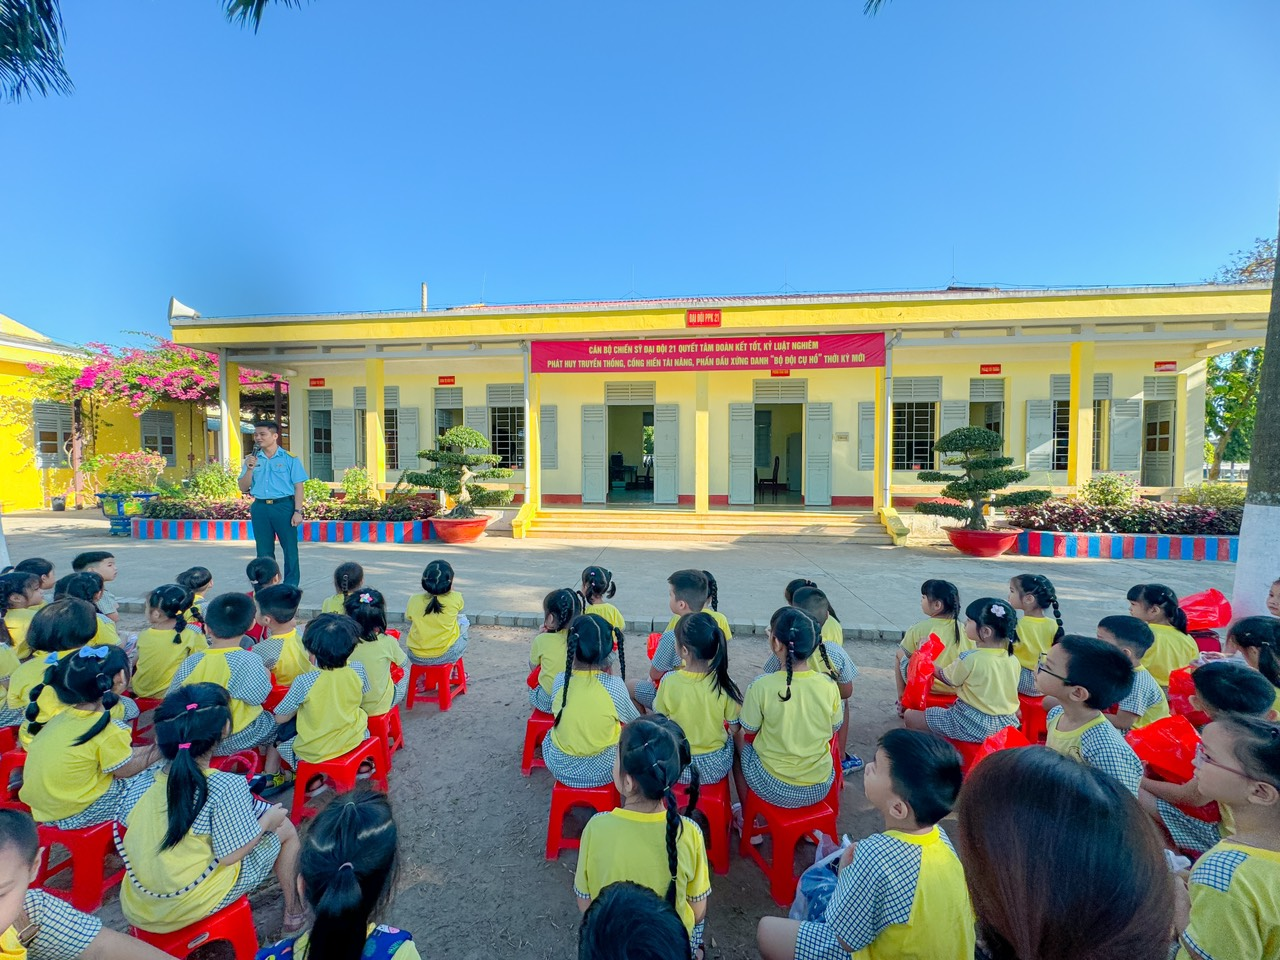 ĐẠI ĐỘI PPK 21
CÁN BỘ CHIẾN SỸ ĐẠI ĐỘI 21 QUYẾT TÂM ĐOÀN KẾT TỐT, KỶ LUẬT NGHIÊM
PHÁT HUY TRUYỀN THỐNG, CỐNG HIẾN TÀI NĂNG, PHẤN ĐẤU XỨNG DANH "BỘ ĐỘI CỤ HỒ" THỜI KỲ MỚI